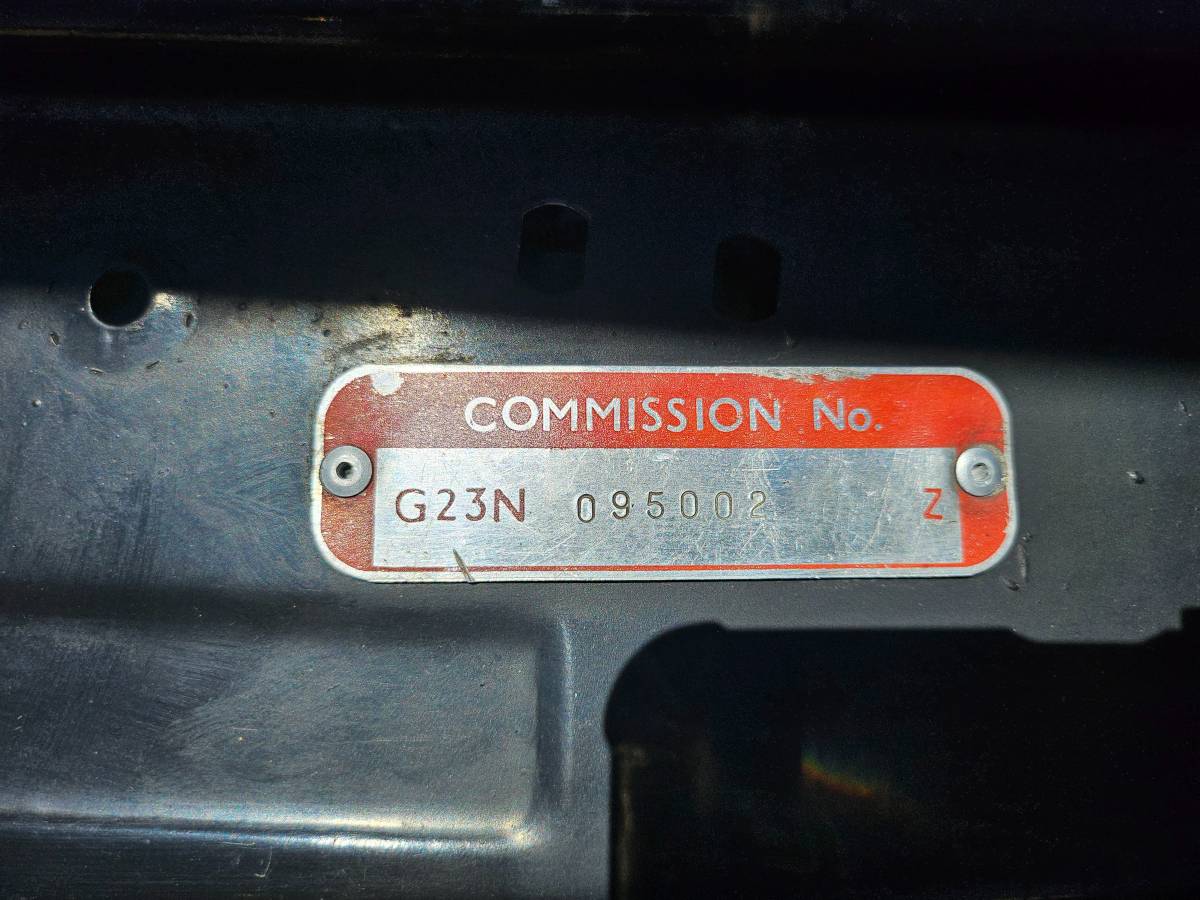 COMMISSION No.
G23N 095002 Z